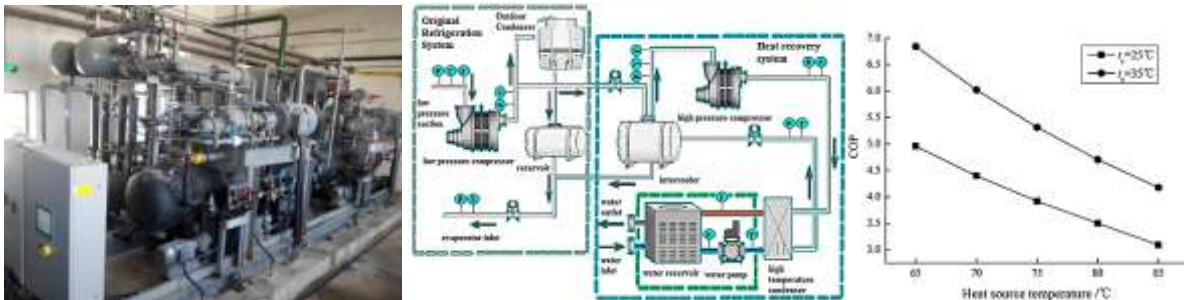 Original
Refrigeration
System
Outdoor
Condenser
low
pressure
suction
low pressure compressor
reservoir
evaporator inlet
Heat recovery
system
high pressure compressor
intercooler
water
outlet
water
inlet
water reservoir
water pump
high
temperature
condenser
COP
7.0
6.5
6.0
5.5
5.0
4.5
4.0
3.5
3.0
65
70
75
80
85
Heat source temperature /℃
=25℃
=35℃